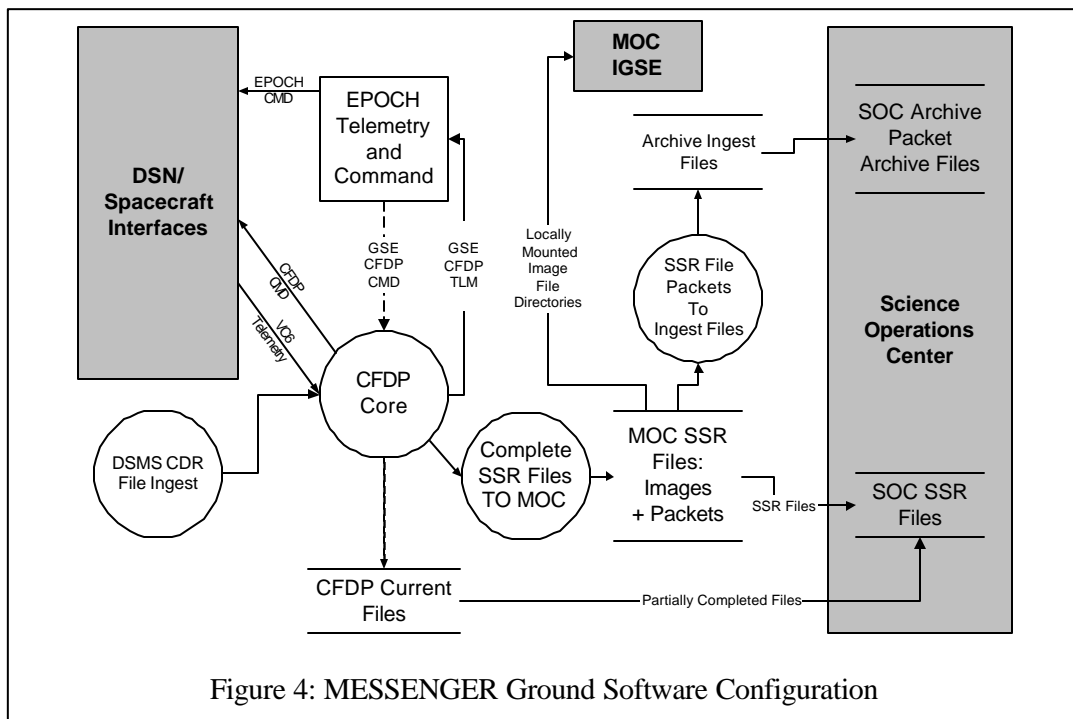 MOC
IGSE
EPOCH
CMD
EPOCH
Telemetry
and
Command
DSN/
Spacecraft
Interfaces
Archive Ingest
Files
SOC Archive
Packet
Archive Files
GSE
CFDP
CMD
GSE
CFDP
TLM
Locally
Mounted
Image
File
Directories
SSR File
Packets
To
Ingest Files
Science
Operations
Center
CFDP
CMD
VC6
Telemetry
CFDP
Core
DSMS CDR
File Ingest
Complete
SSR Files
TO MOC
MOC SSR
Files:
Images
+ Packets
SSR Files
SOC SSR
Files
CFDP Current
Files
Partially Completed Files
Figure 4: MESSENGER Ground Software Configuration